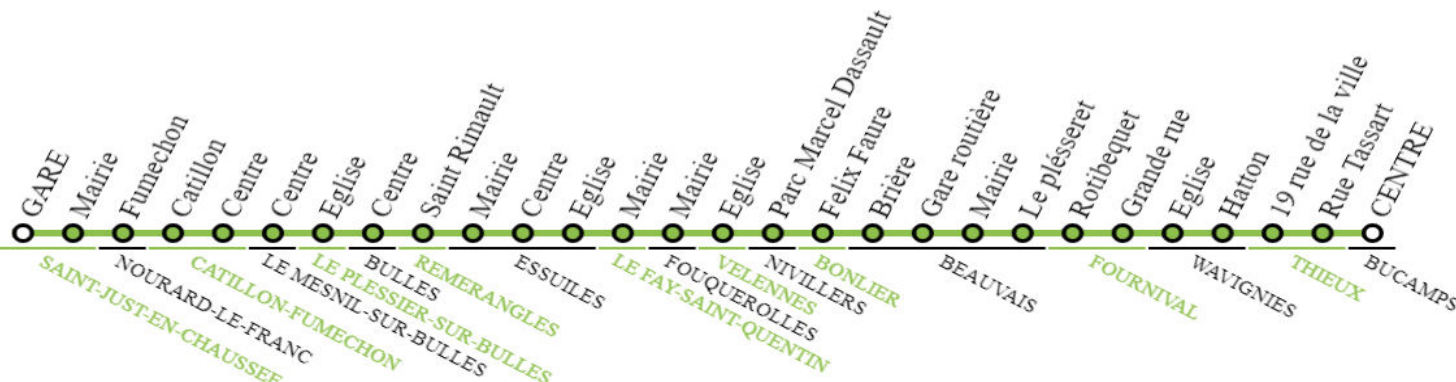 GARE
Mairie
Fumechon
Catillon
Centre
Centre
Eglise
Centre
Saint Rimault
Mairie
Centre
Eglise
Mairie
Mairie
Eglise
Parc Marcel Dassault
Felix Faure
Brière
Gare routière
Mairie
Le plésseret
Rotibequet
Grande rue
Eglise
Hatton
19 rue de la ville
Rue Tassart
CENTRE
SAINT-JUST-EN-CHAUSSEE
NOURARD-LE-FRANC
CATILLON-FUMECHON
LE MESNIL-SUR-BULLES
LE PLESSIER-SUR-BULLES
BULLES
REMERANGLES
ESSUILES
LE FAY-SAINT-QUENTIN
FOUQUEROLLES
VELENNES
NIVILLERS
BONLIER
BEAUVAIS
FOURNIVAL
WAVIGNIES
THIEUX
BUCAMPS